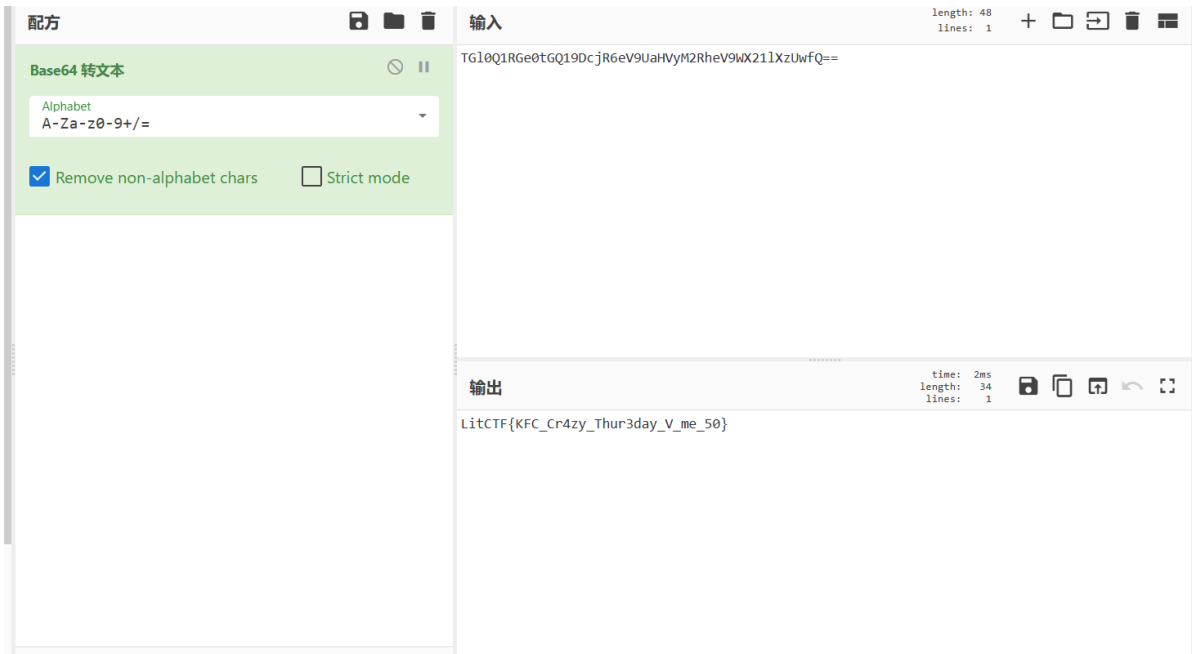 配方
Base64 转文本
Alphabet
A-Za-z0-9+/=
Remove non-alphabet chars
Strict mode
输入
length: 48
lines: 1
TGl0Q1RGe0tGQ19DcjR6eV9UaHVyM2RheV9WX21lXzUwfQ==
输出
time: 2ms
length: 34
lines: 1
LitCTF{KFC_Cr4zy_Thur3day_V_me_50}